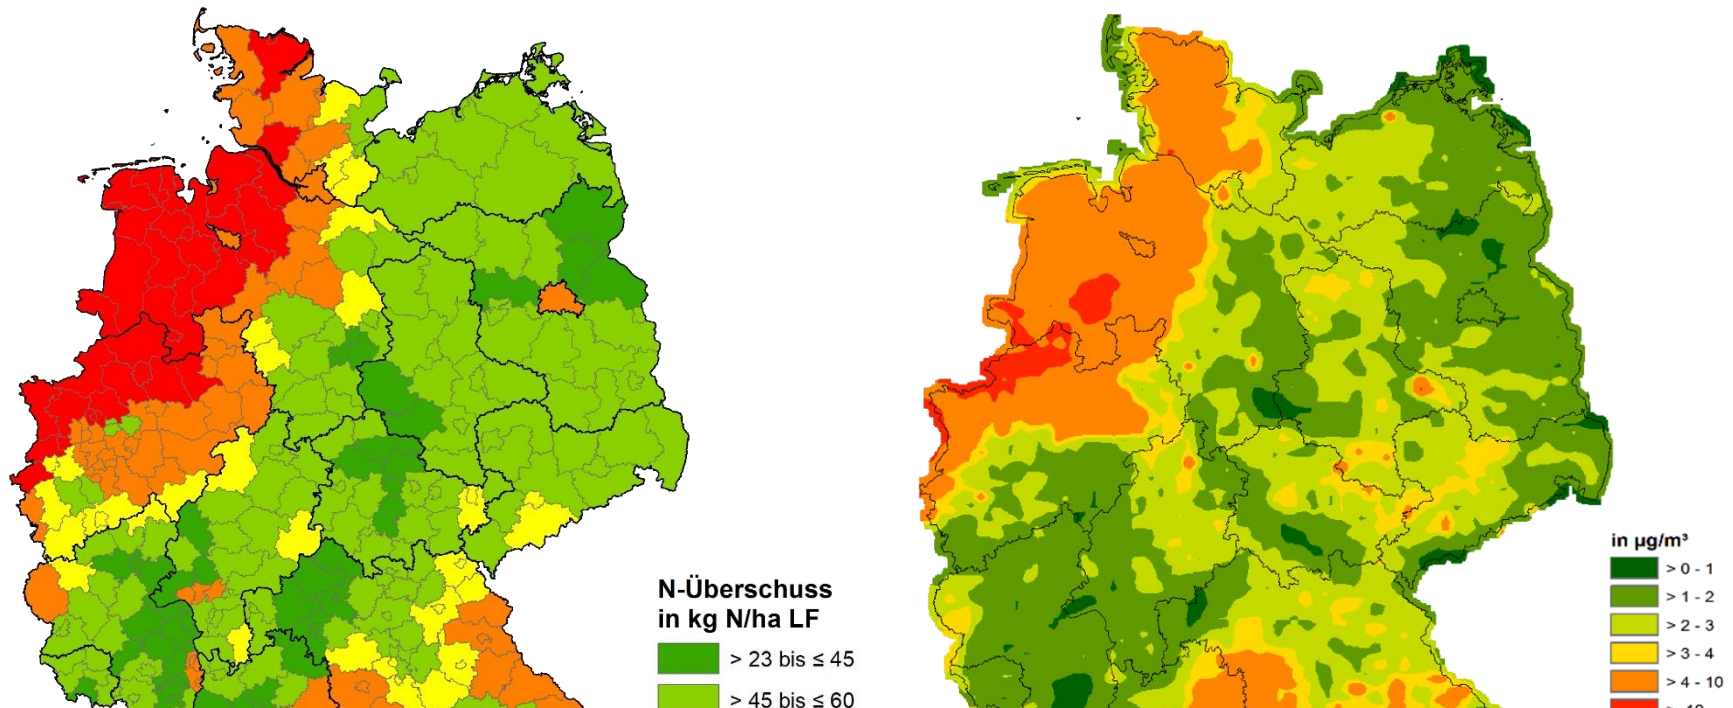 N-Überschuss
in kg N/ha LF
> 23 bis ≤ 45
> 45 bis ≤ 60
in µg/m³
> 0 - 1
> 1 - 2
> 2 - 3
> 3 - 4
> 4 - 10